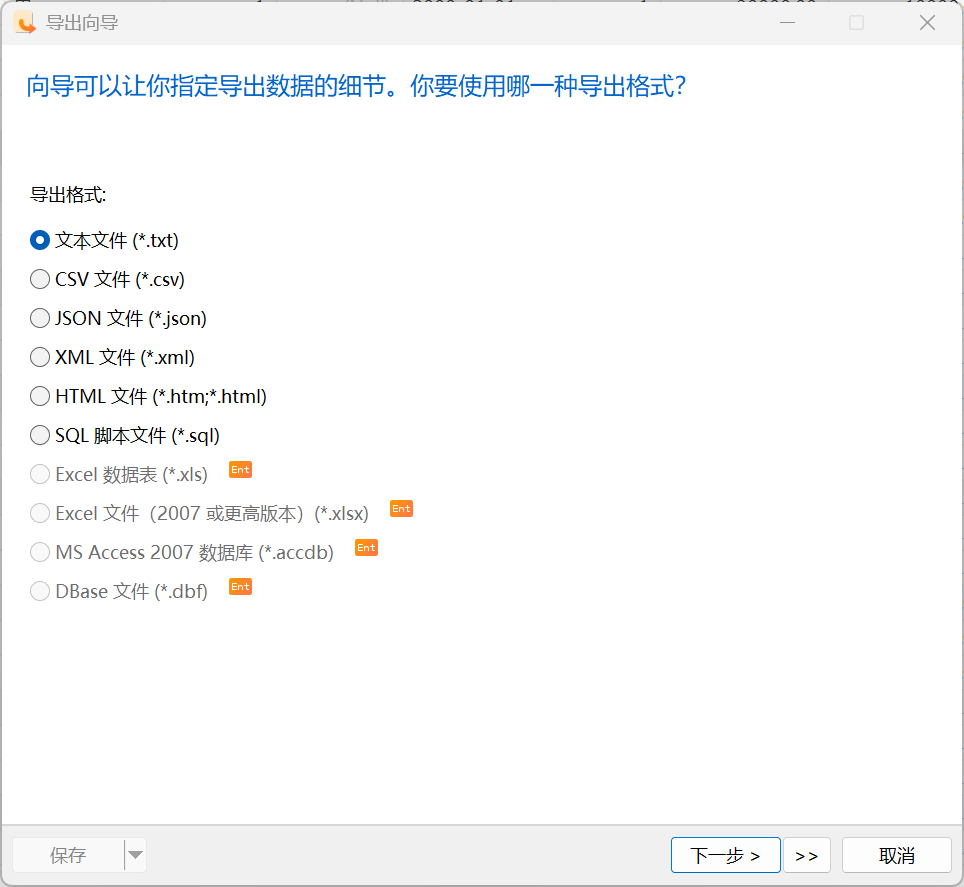 导出向导
向导可以让你指定导出数据的细节。你要使用哪一种导出格式？
导出格式:
文本文件 (*.txt)
CSV 文件 (*.csv)
JSON 文件 (*.json)
XML 文件 (*.xml)
HTML 文件 (*.htm;*.html)
SQL 脚本文件 (*.sql)
Excel 数据表 (*.xls) Ent
Excel 文件（2007 或更高版本）(*.xlsx) Ent
MS Access 2007 数据库 (*.accdb) Ent
DBase 文件 (*.dbf) Ent
保存 下一步 > >> 取消